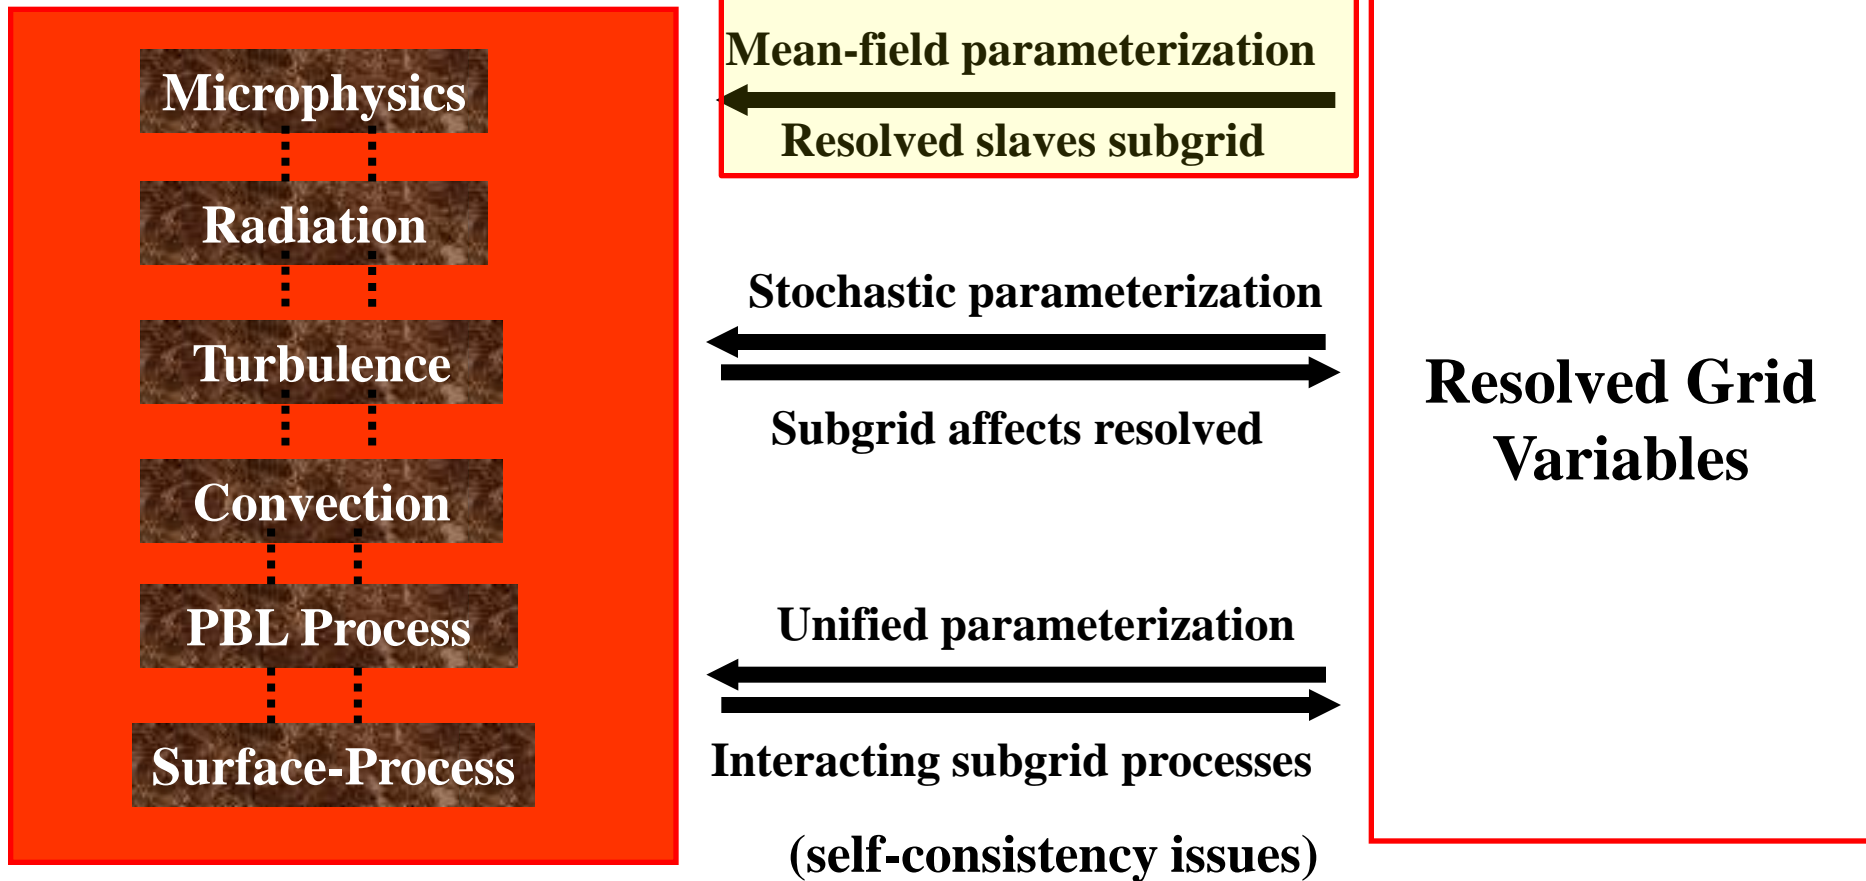 Microphysics
Radiation
Turbulence
Convection
PBL Process
Surface-Process
Mean-field parameterization
Resolved slaves subgrid
Stochastic parameterization
Subgrid affects resolved
Unified parameterization
Interacting subgrid processes
(self-consistency issues)
Resolved Grid
Variables